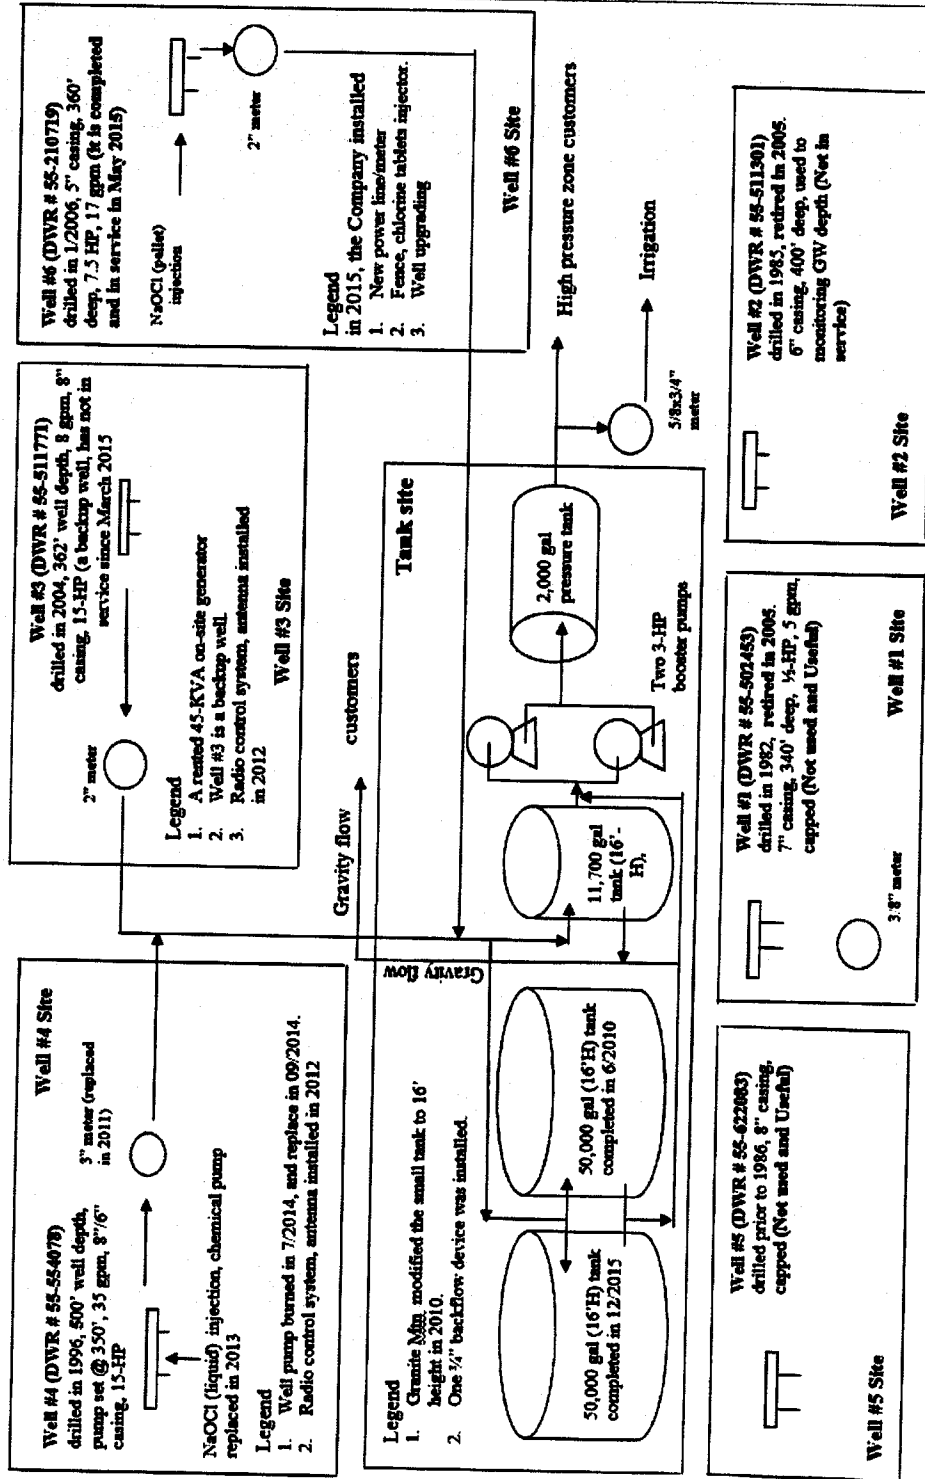 Well #4 (DWR # 55-554078)
drilled in 1996, 500' well depth,
pump set @ 350', 35 gpm, 8"/6"
casing, 15-HP
Well #4 Site
3" meter (replaced
in 2011)
NaOCl (liquid) injection, chemical pump
replaced in 2013
Legend
1. Well pump burned in 7/2014, and replace in 09/2014.
2. Radio control system, antenna installed in 2012
Well #3 (DWR # 55-511771)
drilled in 2004, 362' well depth, 8 gpm, 8"
casing, 15-HP (a backup well, has not in
service since March 2015
2" meter
Legend
1. A rented 45-KVA on-site generator
2. Well #3 is a backup well.
3. Radio control system, antenna installed
in 2012
Well #3 Site
Well #6 (DWR # 55-210719)
drilled in 1/2006, 5" casing, 360'
deep, 7.5 HP, 17 gpm (it is completed
and in service in May 2015)
NaOCl (pallet)
injection
2" meter
Legend
in 2015, the Company installed
1. New power line/meter
2. Fence, chlorine tablets injector.
3. Well upgrading
Well #6 Site
Gravity flow
customers
Legend
1. Granite Mtn modified the small tank to 16'
height in 2010.
2. One ¾" backflow device was installed.
Gravity flow
Tank site
50,000 gal (16'H) tank
completed in 12/2015
50,000 gal (16'H) tank
completed in 6/2010
11,700 gal
tank (16'-
H),
Two 3-HP
booster pumps
2,000 gal
pressure tank
High pressure zone customers
5/8x3/4"
meter
Irrigation
Well #5 (DWR # 55-622083)
drilled prior to 1986, 8" casing,
capped (Not used and Useful)
Well #5 Site
Well #1 (DWR # 55-502453)
drilled in 1982, retired in 2005.
7" casing, 340' deep, ½-HP, 5 gpm,
capped (Not used and Useful)
3/8" meter
Well #1 Site
Well #2 (DWR # 55-511301)
drilled in 1985, retired in 2005.
6" casing, 400' deep, used to
monitoring GW depth (Not in
service)
Well #2 Site